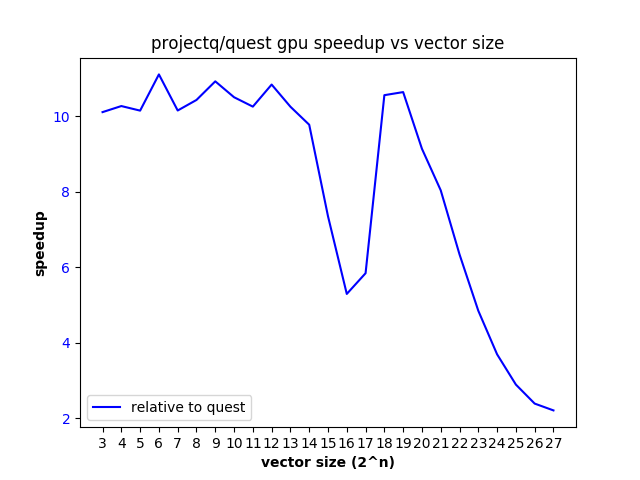 projectq/quest gpu speedup vs vector size
speedup
10
8
6
4
2
relative to quest
3 4 5 6 7 8 9 10 11 12 13 14 15 16 17 18 19 20 21 22 23 24 25 26 27
vector size (2^n)